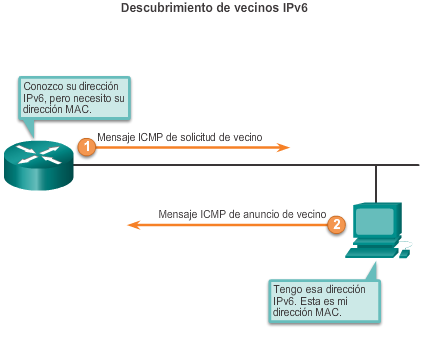 Descubrimiento de vecinos IPv6
Conozco su dirección
IPv6, pero necesito su
dirección MAC.
1
Mensaje ICMP de solicitud de vecino
Mensaje ICMP de anuncio de vecino
2
Tengo esa dirección
IPv6. Esta es mi
dirección MAC.